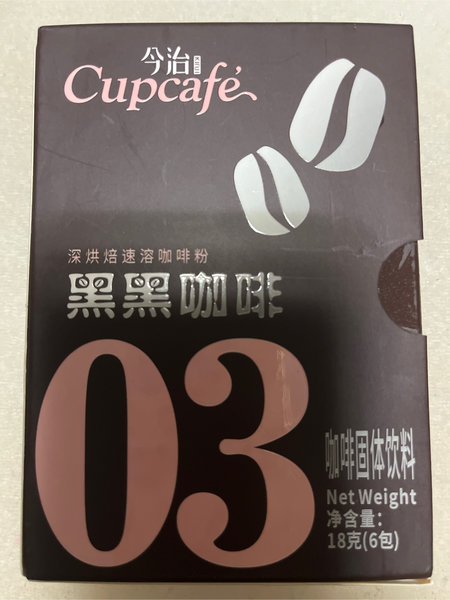 今治
Cupcafé
深烘焙速溶咖啡粉
黑黑咖啡
03
咖啡固体饮料
Net Weight
净含量:
18克(6包)